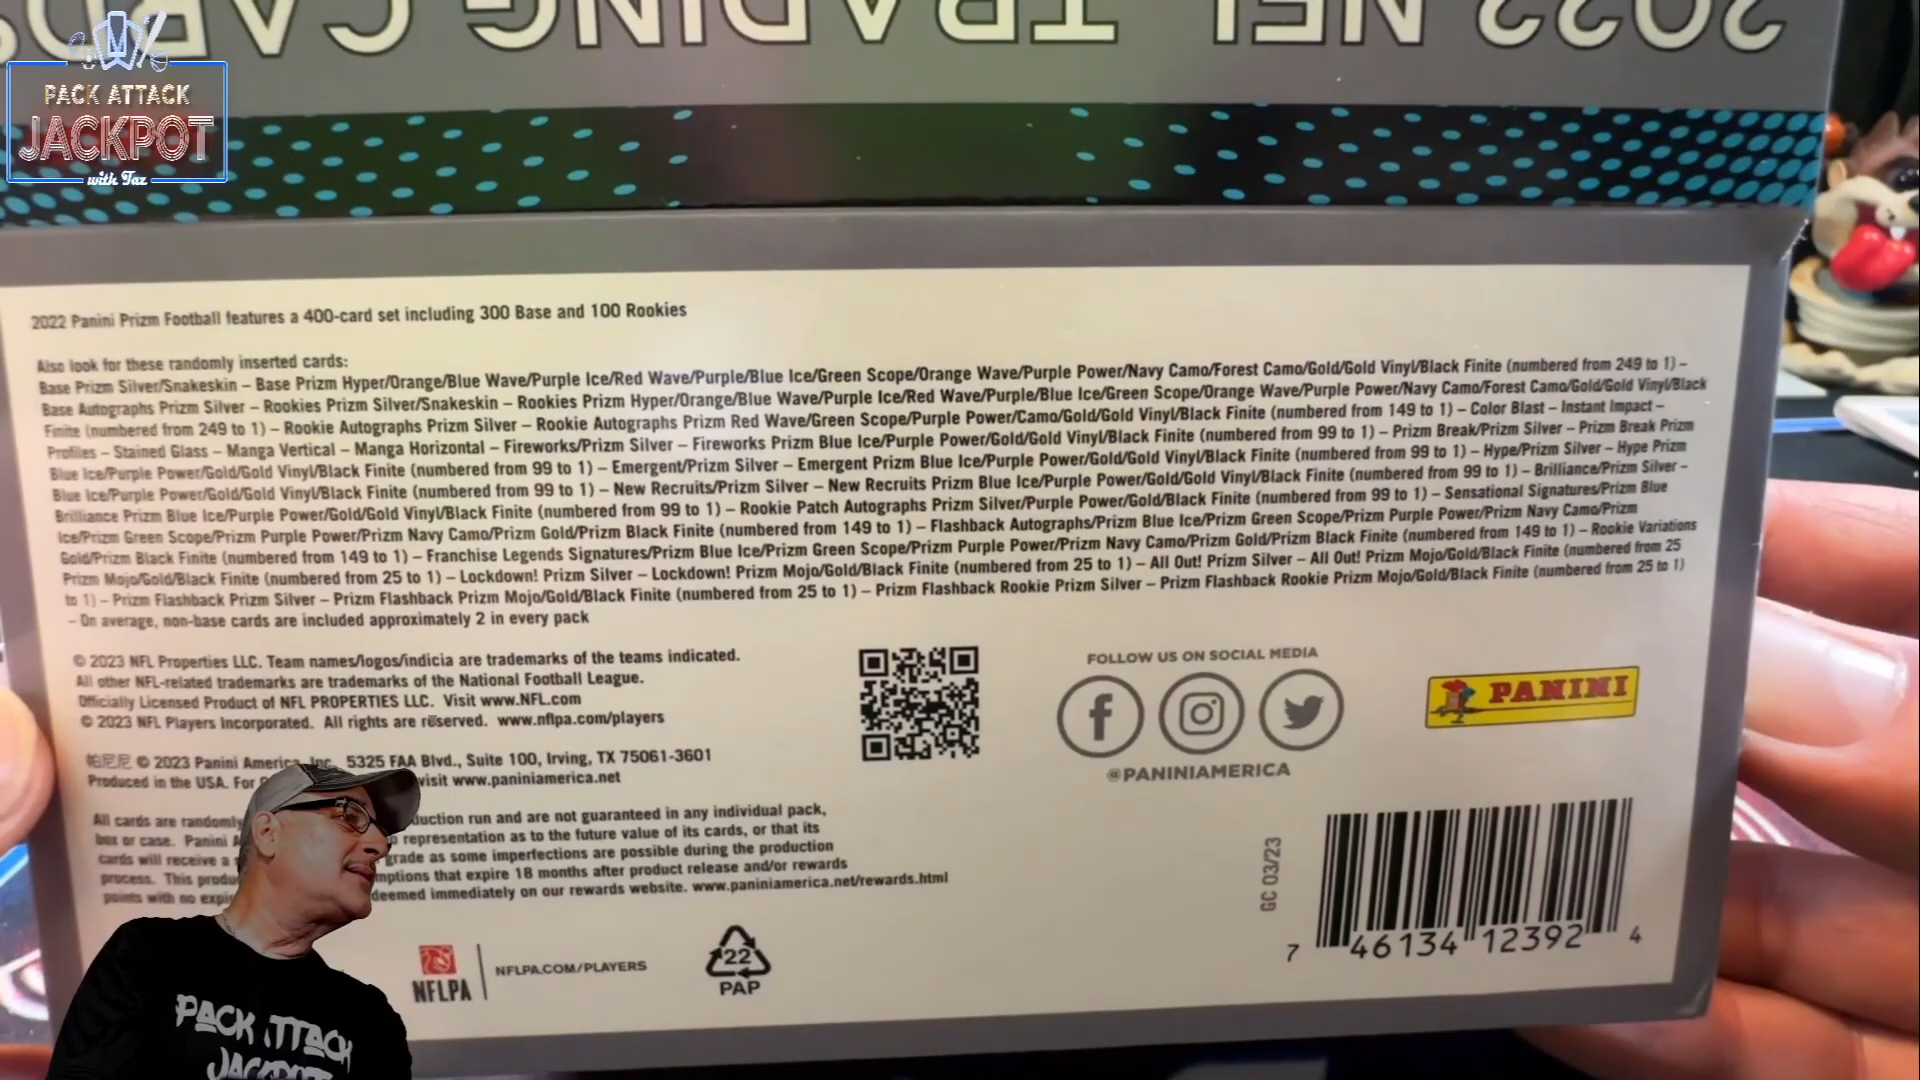 2022 NFL TRADING CARDS
PACK ATTACK
JACKPOT
with Taz
2022 Panini Prizm Football features a 400-card set including 300 Base and 100 Rookies
Also look for these randomly inserted cards:
Base Prizm Silver/Snakeskin – Base Prizm Hyper/Orange/Blue Wave/Purple Ice/Red Wave/Purple/Blue Ice/Green Scope/Orange Wave/Purple Power/Navy Camo/Forest Camo/Gold/Gold Vinyl/Black Finite (numbered from 249 to 1) –
Base Autographs Prizm Silver – Rookies Prizm Silver/Snakeskin – Rookies Prizm Hyper/Orange/Blue Wave/Purple Ice/Red Wave/Purple/Blue Ice/Green Scope/Orange Wave/Purple Power/Navy Camo/Forest Camo/Gold/Gold Vinyl/Black
Finite (numbered from 249 to 1) – Rookie Autographs Prizm Silver – Rookie Autographs Prizm Red Wave/Green Scope/Purple Power/Camo/Gold/Gold Vinyl/Black Finite (numbered from 149 to 1) – Color Blast – Instant Impact –
Profiles – Stained Glass – Manga Vertical – Manga Horizontal – Fireworks/Prizm Silver – Fireworks Prizm Blue Ice/Purple Power/Gold/Gold Vinyl/Black Finite (numbered from 99 to 1) – Prizm Break/Prizm Silver – Prizm Break Prizm
Blue Ice/Purple Power/Gold/Gold Vinyl/Black Finite (numbered from 99 to 1) – Emergent/Prizm Silver – Emergent Prizm Blue Ice/Purple Power/Gold/Gold Vinyl/Black Finite (numbered from 99 to 1) – Hype/Prizm Silver – Hype Prizm
Blue Ice/Purple Power/Gold/Gold Vinyl/Black Finite (numbered from 99 to 1) – New Recruits/Prizm Silver – New Recruits Prizm Blue Ice/Purple Power/Gold/Gold Vinyl/Black Finite (numbered from 99 to 1) – Brilliance/Prizm Silver –
Brilliance Prizm Blue Ice/Purple Power/Gold/Gold Vinyl/Black Finite (numbered from 99 to 1) – Rookie Patch Autographs Prizm Silver/Purple Power/Gold/Black Finite (numbered from 99 to 1) – Sensational Signatures/Prizm Blue
Ice/Prizm Green Scope/Prizm Purple Power/Prizm Navy Camo/Prizm Gold/Prizm Black Finite (numbered from 149 to 1) – Flashback Autographs/Prizm Blue Ice/Prizm Green Scope/Prizm Purple Power/Prizm Navy Camo/Prizm
Gold/Prizm Black Finite (numbered from 149 to 1) – Franchise Legends Signatures/Prizm Blue Ice/Prizm Green Scope/Prizm Purple Power/Prizm Navy Camo/Prizm Gold/Prizm Black Finite (numbered from 149 to 1) – Rookie Variations
Prizm Mojo/Gold/Black Finite (numbered from 25 to 1) – Lockdown! Prizm Silver – Lockdown! Prizm Mojo/Gold/Black Finite (numbered from 25 to 1) – All Out! Prizm Silver – All Out! Prizm Mojo/Gold/Black Finite (numbered from 25
to 1) – Prizm Flashback Prizm Silver – Prizm Flashback Prizm Mojo/Gold/Black Finite (numbered from 25 to 1) – Prizm Flashback Rookie Prizm Silver – Prizm Flashback Rookie Prizm Mojo/Gold/Black Finite (numbered from 25 to 1)
– On average, non-base cards are included approximately 2 in every pack
© 2023 NFL Properties LLC. Team names/logos/indicia are trademarks of the teams indicated.
All other NFL-related trademarks are trademarks of the National Football League.
Officially Licensed Product of NFL PROPERTIES LLC. Visit www.NFL.com
© 2023 NFL Players Incorporated. All rights are reserved. www.nflpa.com/players
帕尼尼 © 2023 Panini America, Inc. 5325 FAA Blvd., Suite 100, Irving, TX 75061-3601
Produced in the USA. For visit www.paniniamerica.net
All cards are randomly uction run and are not guaranteed in any individual pack,
box or case. Panini representation as to the future value of its cards, or that its
cards will receive a grade as some imperfections are possible during the production
process. This produ mptions that expire 18 months after product release and/or rewards
points with no expi deemed immediately on our rewards website. www.paniniamerica.net/rewards.html
FOLLOW US ON SOCIAL MEDIA
@PANINIAMERICA
PANINI
GC 03/23
7 46134 12392 4
NFLPA
NFLPA.COM/PLAYERS
22
PAP
PACK ATTACK
JACKPOT